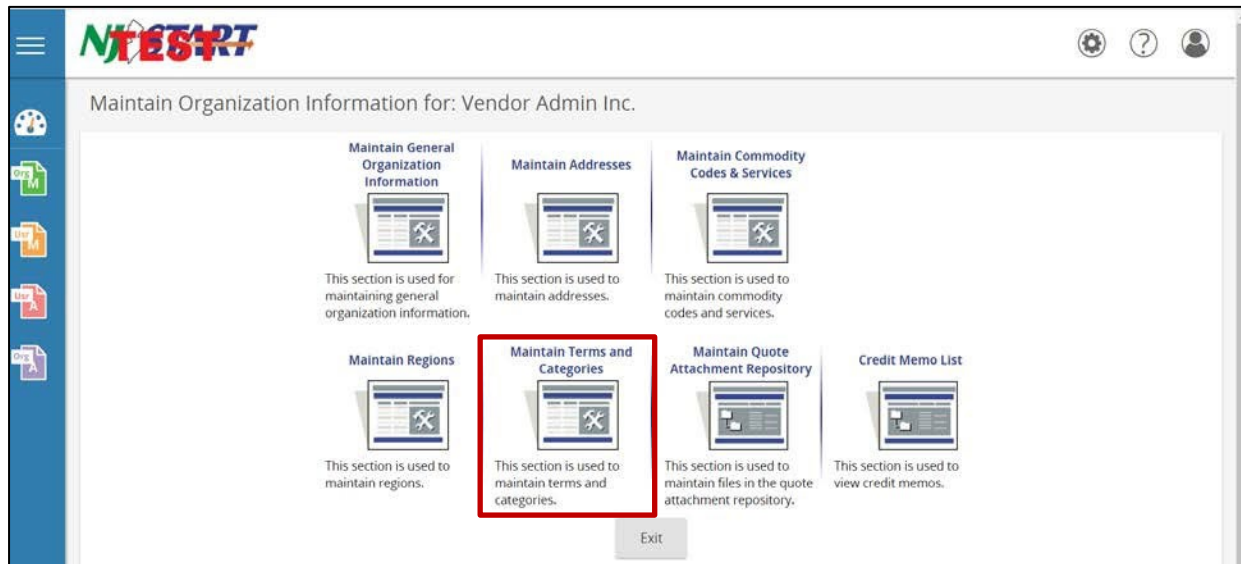 NJSTART
TEST
Maintain Organization Information for: Vendor Admin Inc.
Org
M
Usr
M
Usr
A
Org
A
Maintain General
Organization
Information
This section is used for
maintaining general
organization information.
Maintain Addresses
This section is used to
maintain addresses.
Maintain Commodity
Codes & Services
This section is used to
maintain commodity
codes and services.
Maintain Regions
This section is used to
maintain regions.
Maintain Terms and
Categories
This section is used to
maintain terms and
categories.
Maintain Quote
Attachment Repository
This section is used to
maintain files in the quote
attachment repository.
Credit Memo List
This section is used to
view credit memos.
Exit